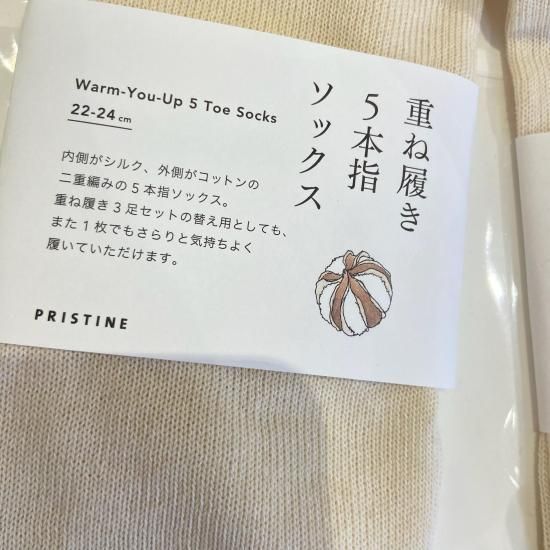 重ね履き
5本指
ソックス
Warm-You-Up 5 Toe Socks
22-24cm
内側がシルク、外側がコットンの
二重編みの5本指ソックス。
重ね履き3足セットの替え用としても、
また1枚でもさらりと気持ちよく
履いていただけます。
PRISTINE